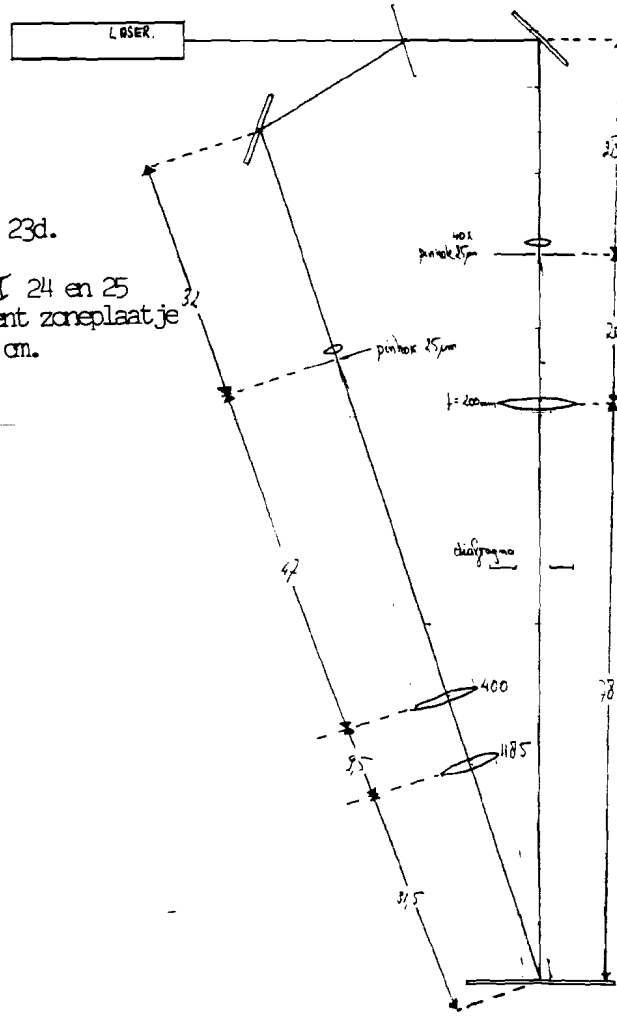 LASER.
23d.
24 en 25
ent zoneplaatje
cm.
32
40x
pinhole 25µm
pinhole 25µm
f=200mm
diafragma
47
78
400
1185
9,5
31,5